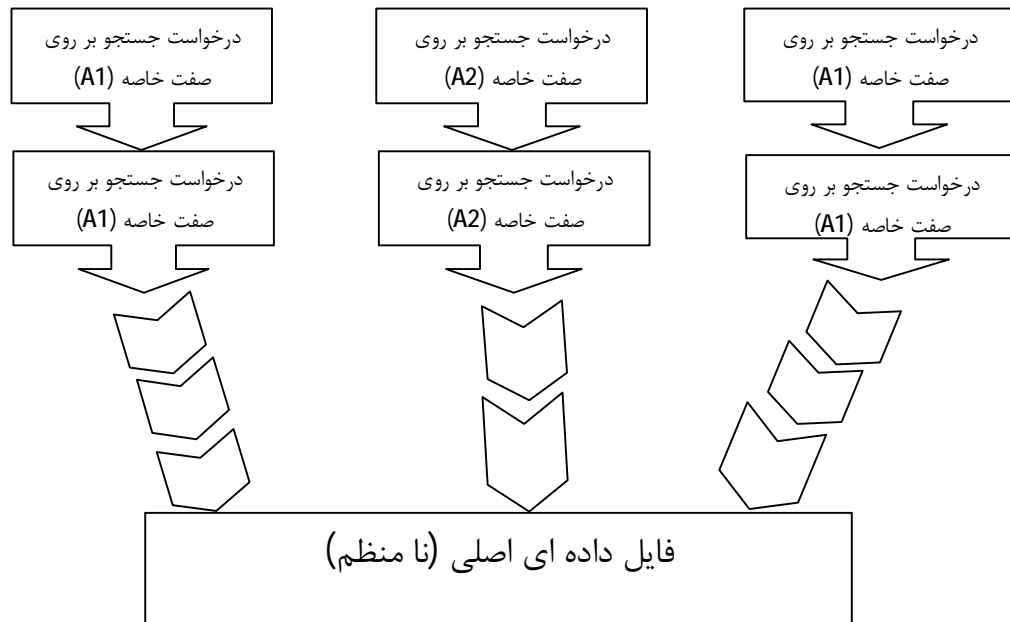 درخواست جستجو بر روی
صفت خاصه (A1)
درخواست جستجو بر روی
صفت خاصه (A2)
درخواست جستجو بر روی
صفت خاصه (A1)
درخواست جستجو بر روی
صفت خاصه (A1)
درخواست جستجو بر روی
صفت خاصه (A2)
درخواست جستجو بر روی
صفت خاصه (A1)
فایل داده ای اصلی (نا منظم)